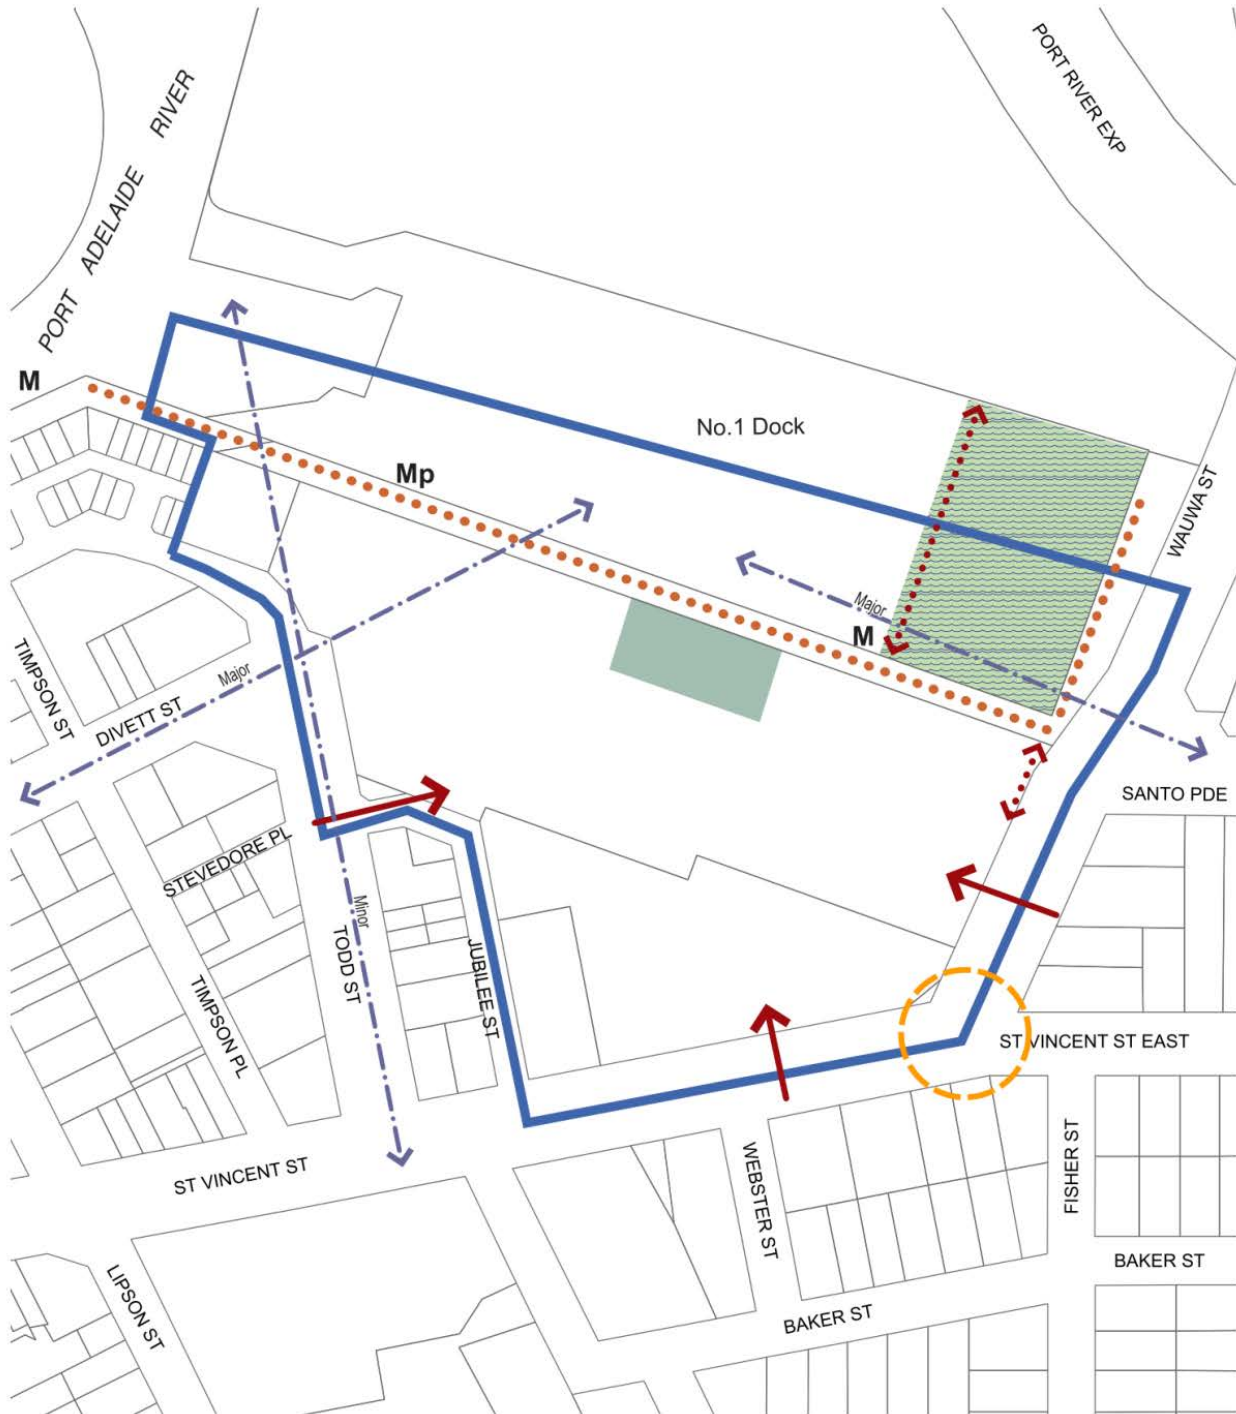 PORT RIVER EXP
PORT ADELAIDE RIVER
M
No.1 Dock
Mp
WAUWA ST
Major
M
TIMPSON ST
Major
DIVETT ST
SANTO PDE
STEVEDORE PL
Minor
TODD ST
JUBILEE ST
TIMPSON PL
ST VINCENT ST EAST
ST VINCENT ST
WEBSTER ST
FISHER ST
BAKER ST
LIPSON ST
BAKER ST